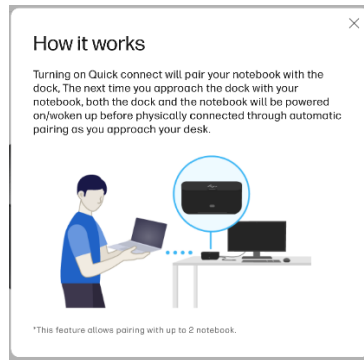 How it works
Turning on Quick connect will pair your notebook with the
dock, The next time you approach the dock with your
notebook, both the dock and the notebook will be powered
on/woken up before physically connected through automatic
pairing as you approach your desk.
*This feature allows pairing with up to 2 notebook.